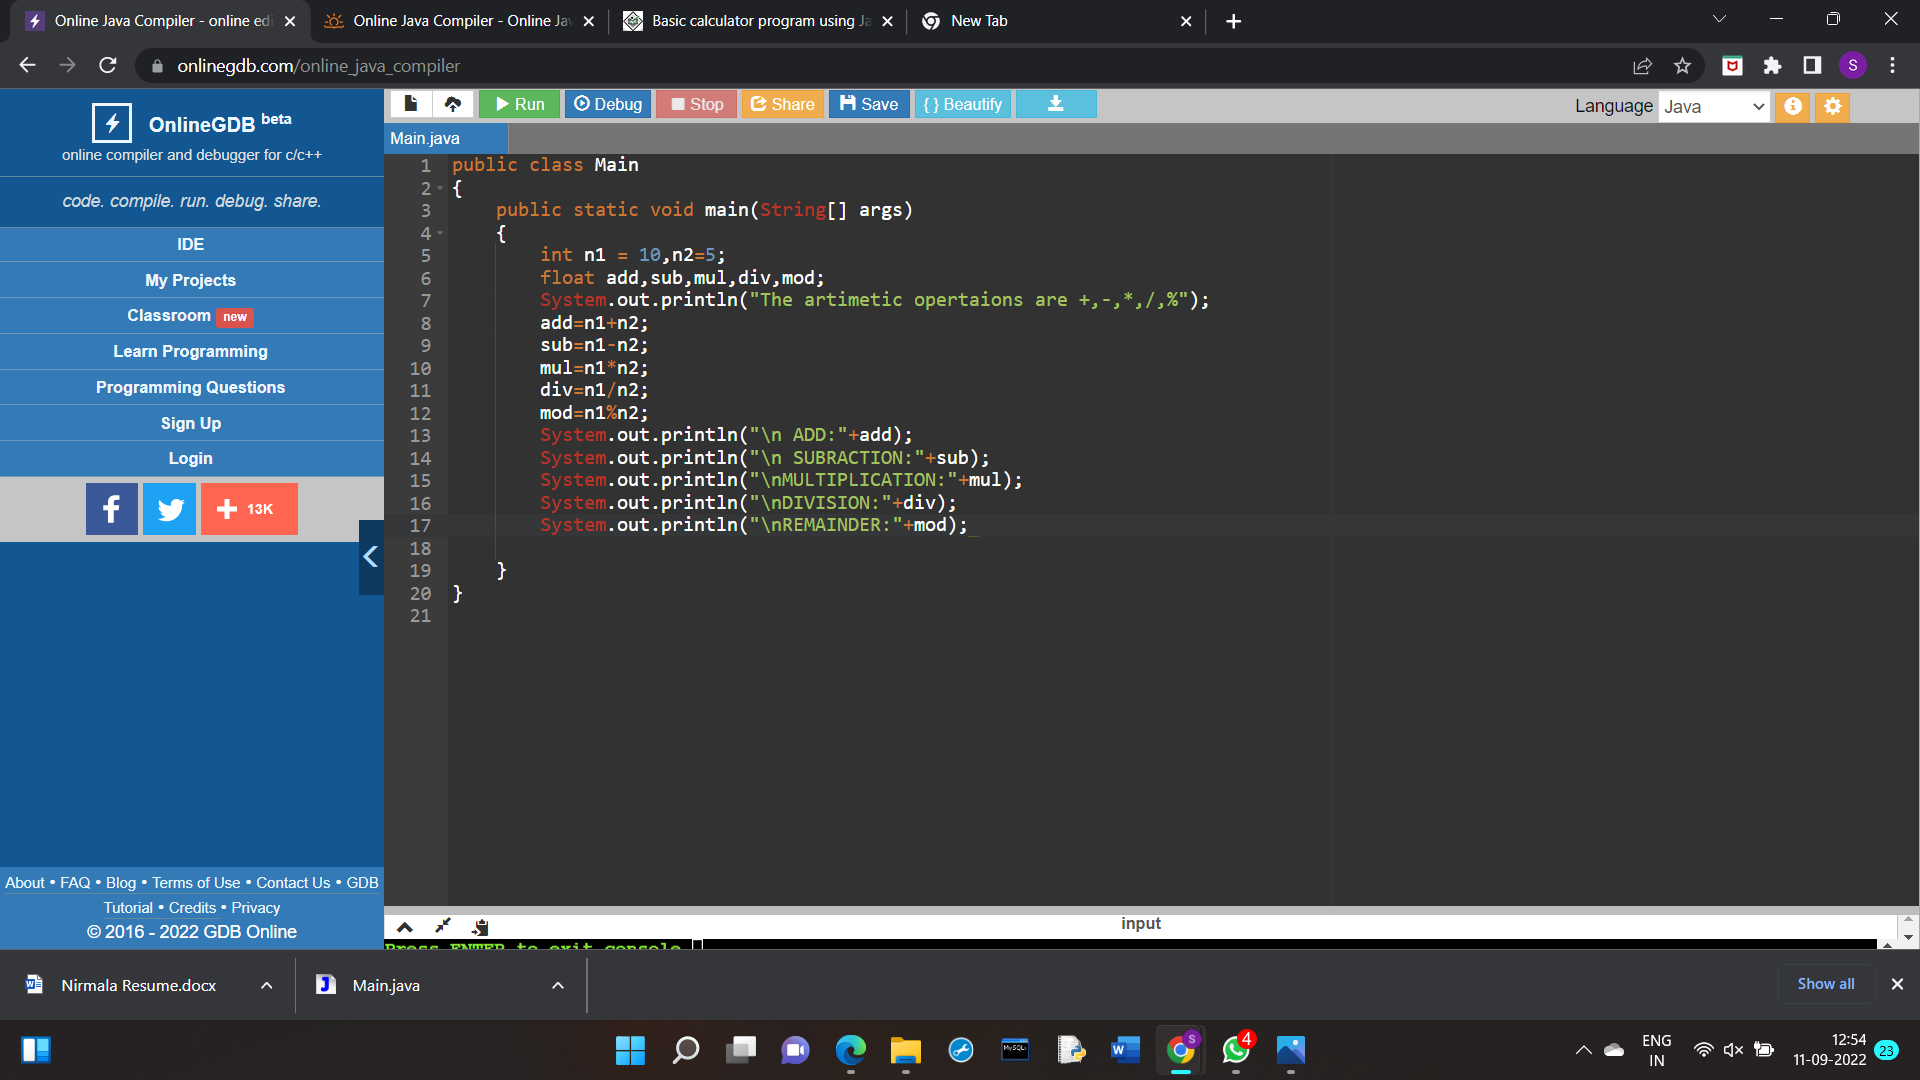 Online Java Compiler - online edi
Online Java Compiler - Online Jav
Basic calculator program using Ja
New Tab
onlinegdb.com/online_java_compiler
S
OnlineGDB beta
online compiler and debugger for c/c++
code. compile. run. debug. share.
IDE
My Projects
Classroom new
Learn Programming
Programming Questions
Sign Up
Login
13K
About • FAQ • Blog • Terms of Use • Contact Us • GDB
Tutorial • Credits • Privacy
© 2016 - 2022 GDB Online
Run Debug Stop Share Save { } Beautify
Language Java
Main.java
1 public class Main
2 {
3 public static void main(String[] args)
4 {
5 int n1 = 10,n2=5;
6 float add,sub,mul,div,mod;
7 System.out.println("The artimetic opertaions are +,-,*,/,%");
8 add=n1+n2;
9 sub=n1-n2;
10 mul=n1*n2;
11 div=n1/n2;
12 mod=n1%n2;
13 System.out.println("\n ADD:"+add);
14 System.out.println("\n SUBRACTION:"+sub);
15 System.out.println("\nMULTIPLICATION:"+mul);
16 System.out.println("\nDIVISION:"+div);
17 System.out.println("\nREMAINDER:"+mod);
18
19 }
20 }
21
input
Press ENTER to exit console.
Nirmala Resume.docx
Main.java
Show all
MySQL
W
S
4
ENG
IN
12:54
11-09-2022
23